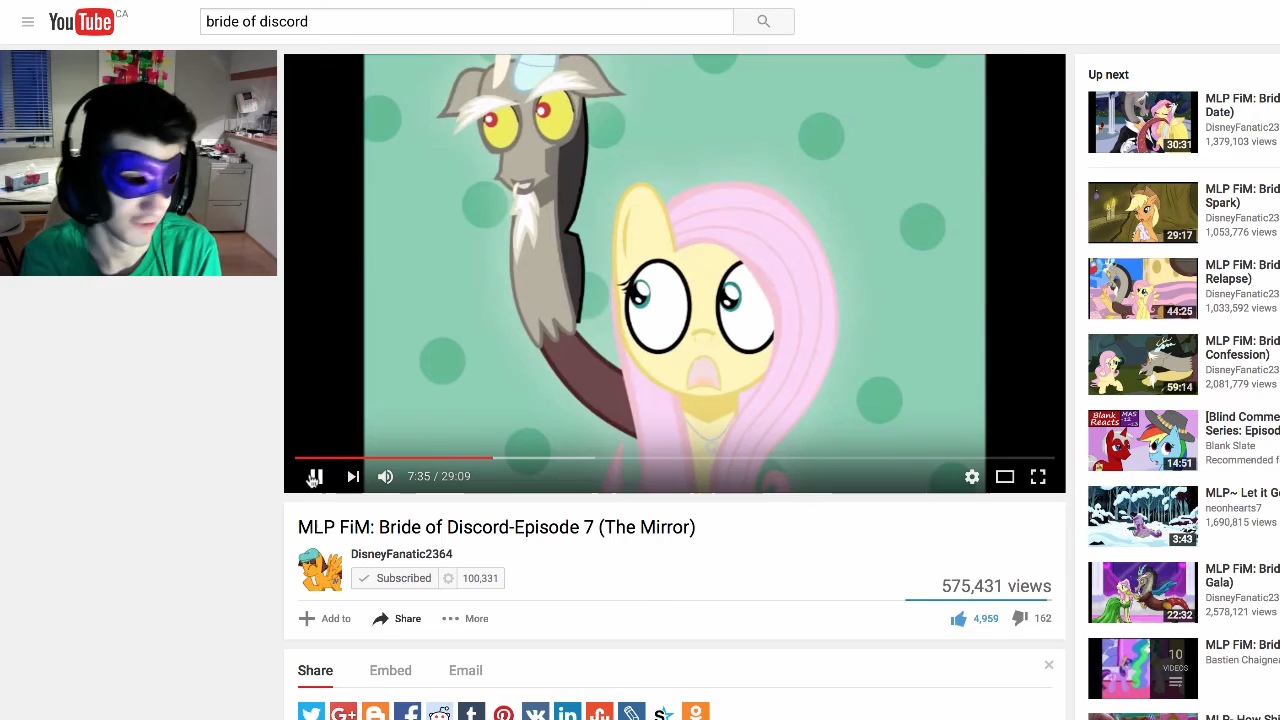 YouTube CA
bride of discord
Up next
MLP FiM: Brid
Date)
DisneyFanatic23
1,379,103 views
30:31
MLP FiM: Brid
Spark)
DisneyFanatic23
1,053,776 views
29:17
MLP FiM: Brid
Relapse)
DisneyFanatic23
1,033,592 views
44:25
MLP FiM: Brid
Confession)
DisneyFanatic23
2,081,779 views
59:14
[Blind Comme
Series: Episod
Blank Slate
Recommended f
Blank
Reacts
MAS
-12
-13
14:51
MLP~ Let it G
neonhearts7
1,690,815 views
3:43
MLP FiM: Brid
Gala)
DisneyFanatic23
2,578,121 views
22:32
MLP FiM: Brid
Bastien Chaigne
10
VIDEOS
7:35 / 29:09
MLP FiM: Bride of Discord-Episode 7 (The Mirror)
DisneyFanatic2364
Subscribed 100,331
575,431 views
Add to Share More
4,959 162
Share Embed Email